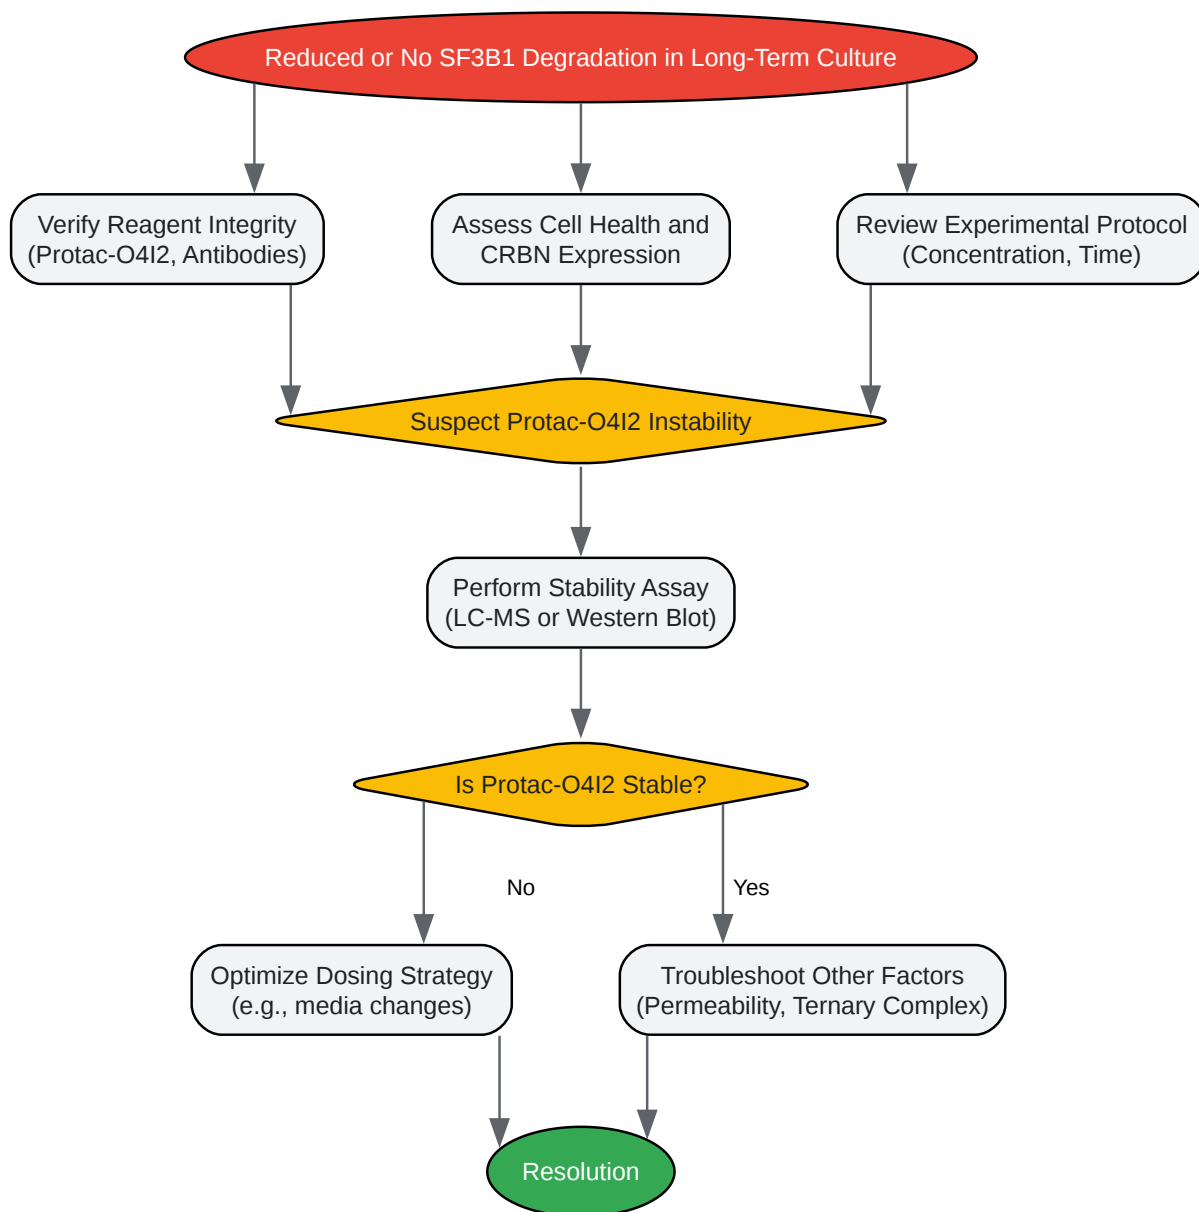 Reduced or No SF3B1 Degradation in Long-Term Culture
Verify Reagent Integrity
(Protac-O4I2, Antibodies)
Assess Cell Health and
CRBN Expression
Review Experimental Protocol
(Concentration, Time)
Suspect Protac-O4I2 Instability
Perform Stability Assay
(LC-MS or Western Blot)
Is Protac-O4I2 Stable?
No
Yes
Optimize Dosing Strategy
(e.g., media changes)
Troubleshoot Other Factors
(Permeability, Ternary Complex)
Resolution